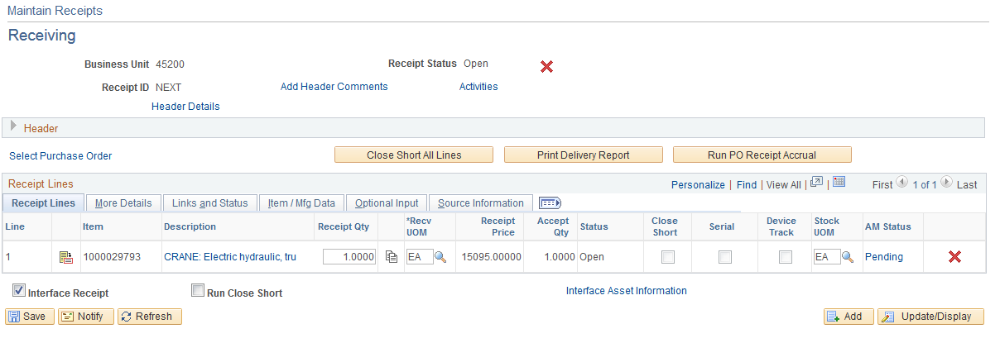 Maintain Receipts
Receiving
Business Unit 45200 Receipt Status Open
Receipt ID NEXT Add Header Comments Activities
Header Details
Header
Select Purchase Order Close Short All Lines Print Delivery Report Run PO Receipt Accrual
Receipt Lines Personalize | Find | View All | | First 1 of 1 Last
Receipt Lines More Details Links and Status Item / Mfg Data Optional Input Source Information
Line Item Description Receipt Qty *Recv UOM Receipt Price Accept Qty Status Close Short Serial Device Track Stock UOM AM Status
1 1000029793 CRANE: Electric hydraulic, tru 1.0000 EA 15095.00000 1.0000 Open EA Pending
Interface Receipt Run Close Short Interface Asset Information
Save Notify Refresh Add Update/Display